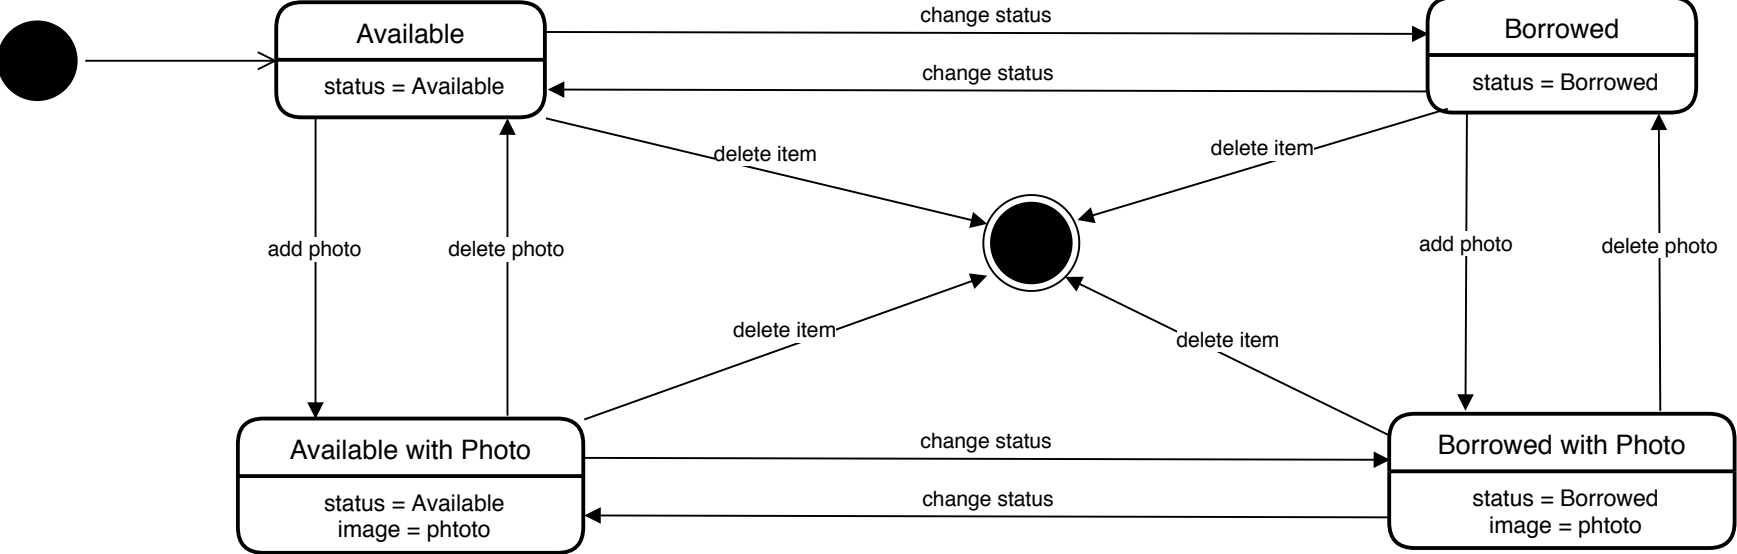 change status
Available
Borrowed
change status
status = Available
status = Borrowed
delete item
delete item
add photo
delete photo
add photo
delete photo
delete item
delete item
change status
Available with Photo
Borrowed with Photo
change status
status = Available
image = phtoto
status = Borrowed
image = phtoto